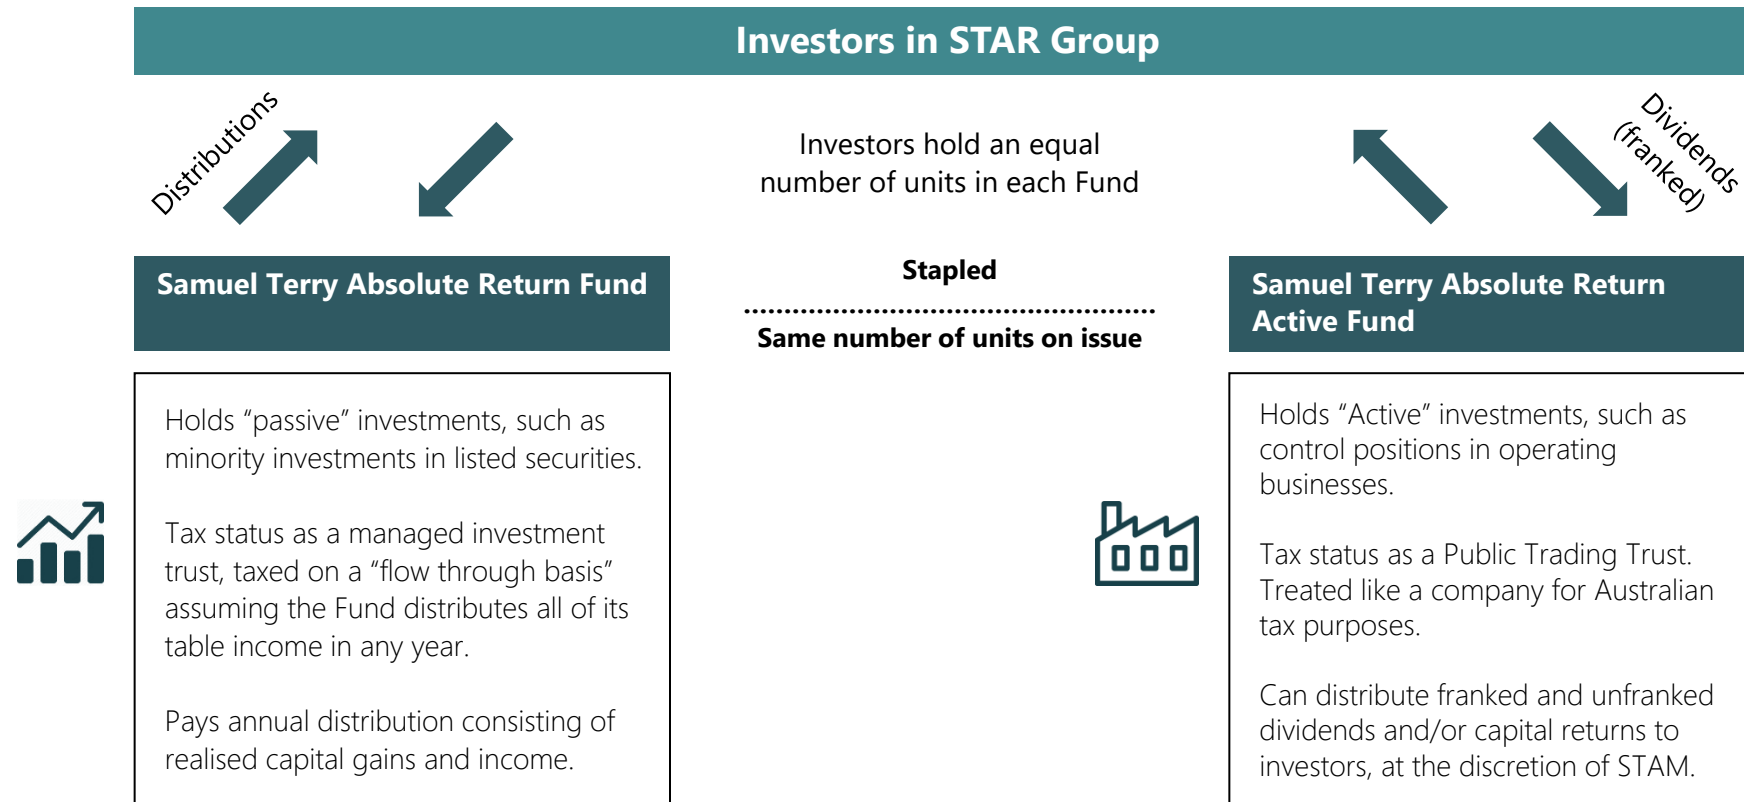 Investors in STAR Group
Distributions
Investors hold an equal
number of units in each Fund
Dividends
(franked)
Samuel Terry Absolute Return Fund
Stapled
Same number of units on issue
Samuel Terry Absolute Return
Active Fund
Holds “passive” investments, such as
minority investments in listed securities.
Tax status as a managed investment
trust, taxed on a “flow through basis”
assuming the Fund distributes all of its
table income in any year.
Pays annual distribution consisting of
realised capital gains and income.
Holds “Active” investments, such as
control positions in operating
businesses.
Tax status as a Public Trading Trust.
Treated like a company for Australian
tax purposes.
Can distribute franked and unfranked
dividends and/or capital returns to
investors, at the discretion of STAM.